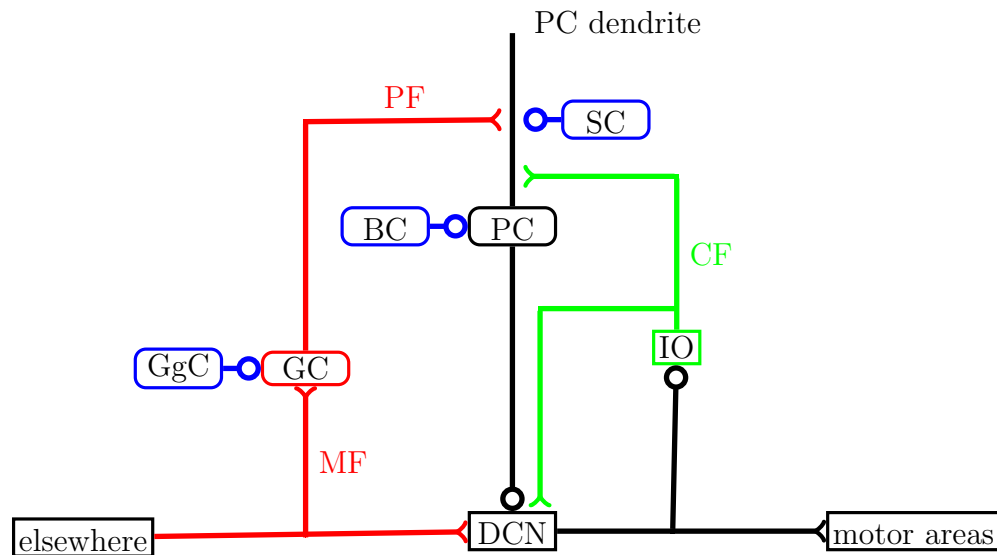 PC dendrite
PF
SC
BC
PC
CF
IO
GgC
GC
MF
elsewhere
DCN
motor areas